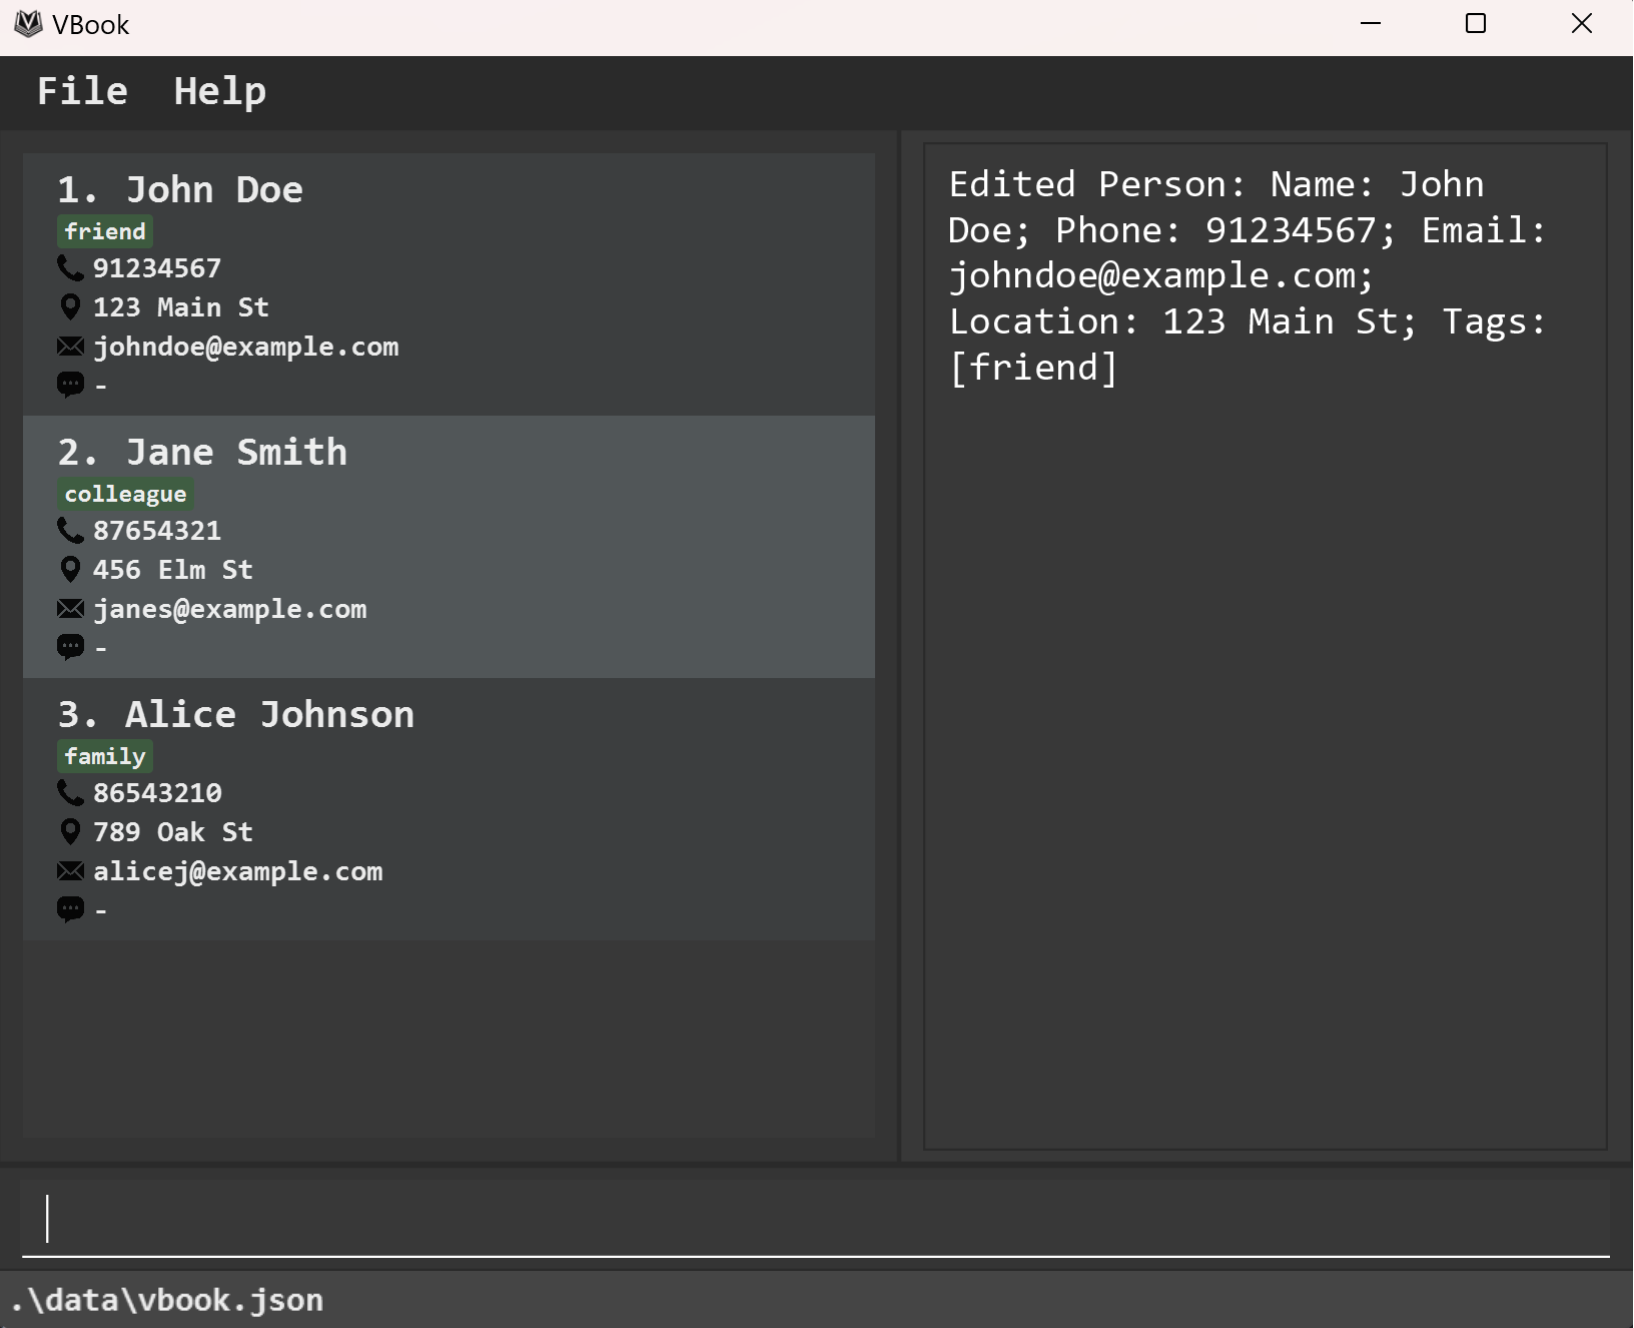 VBook
File Help
1. John Doe
friend
91234567
123 Main St
johndoe@example.com
-
2. Jane Smith
colleague
87654321
456 Elm St
janes@example.com
-
3. Alice Johnson
family
86543210
789 Oak St
alicej@example.com
-
Edited Person: Name: John
Doe; Phone: 91234567; Email:
johndoe@example.com;
Location: 123 Main St; Tags:
[friend]
.\data\vbook.json